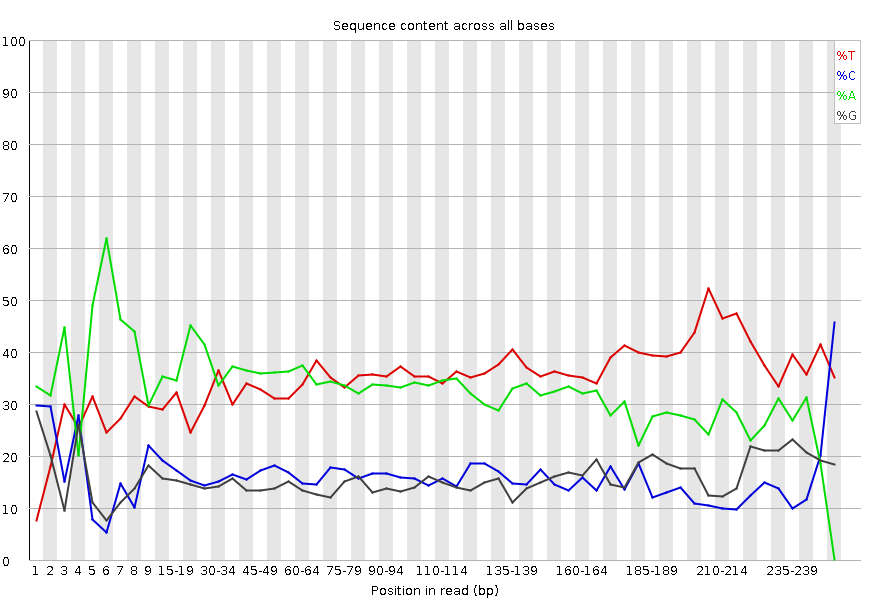 Sequence content across all bases
100
90
80
70
60
50
40
30
20
10
0
%T
%C
%A
%G
1 2 3 4 5 6 7 8 9 15-19 30-34 45-49 60-64 75-79 90-94 110-114 135-139 160-164 185-189 210-214 235-239
Position in read (bp)